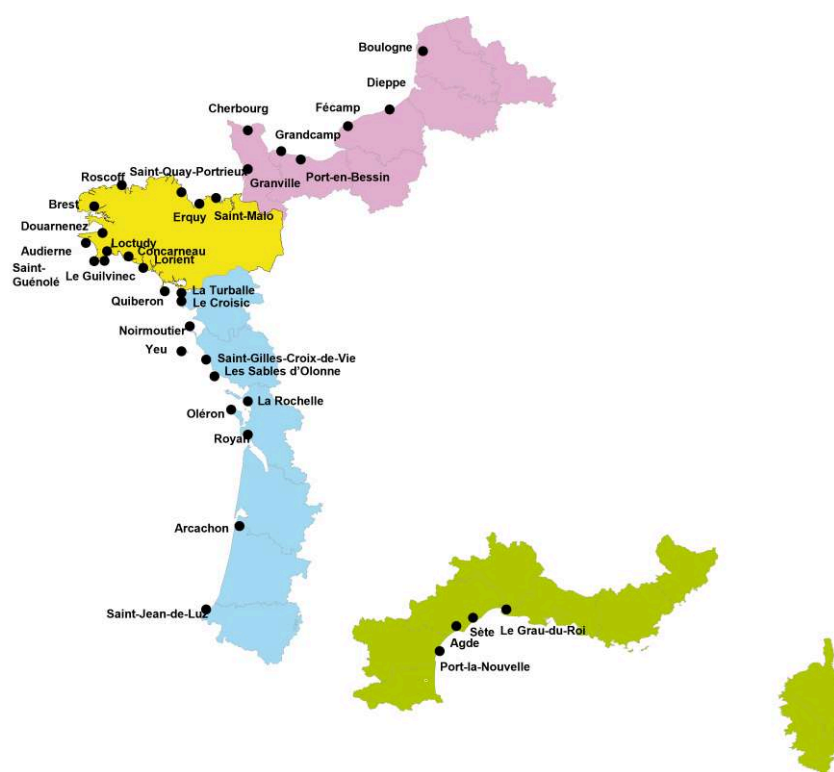 Boulogne
Dieppe
Fécamp
Cherbourg
Grandcamp
Port-en-Bessin
Granville
Saint-Quay-Portrieux
Roscoff
Brest
Erquy
Saint-Malo
Douarnenez
Audierne
Loctudy
Concarneau
Lorient
Saint-
Guénolé
Le Guilvinec
Quiberon
La Turballe
Le Croisic
Noirmoutier
Yeu
Saint-Gilles-Croix-de-Vie
Les Sables d'Olonne
La Rochelle
Oléron
Royan
Arcachon
Saint-Jean-de-Luz
Le Grau-du-Roi
Sète
Agde
Port-la-Nouvelle